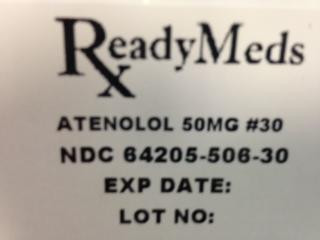 ReadyMeds
Rx
ATENOLOL 50MG #30
NDC 64205-506-30
EXP DATE:
LOT NO: